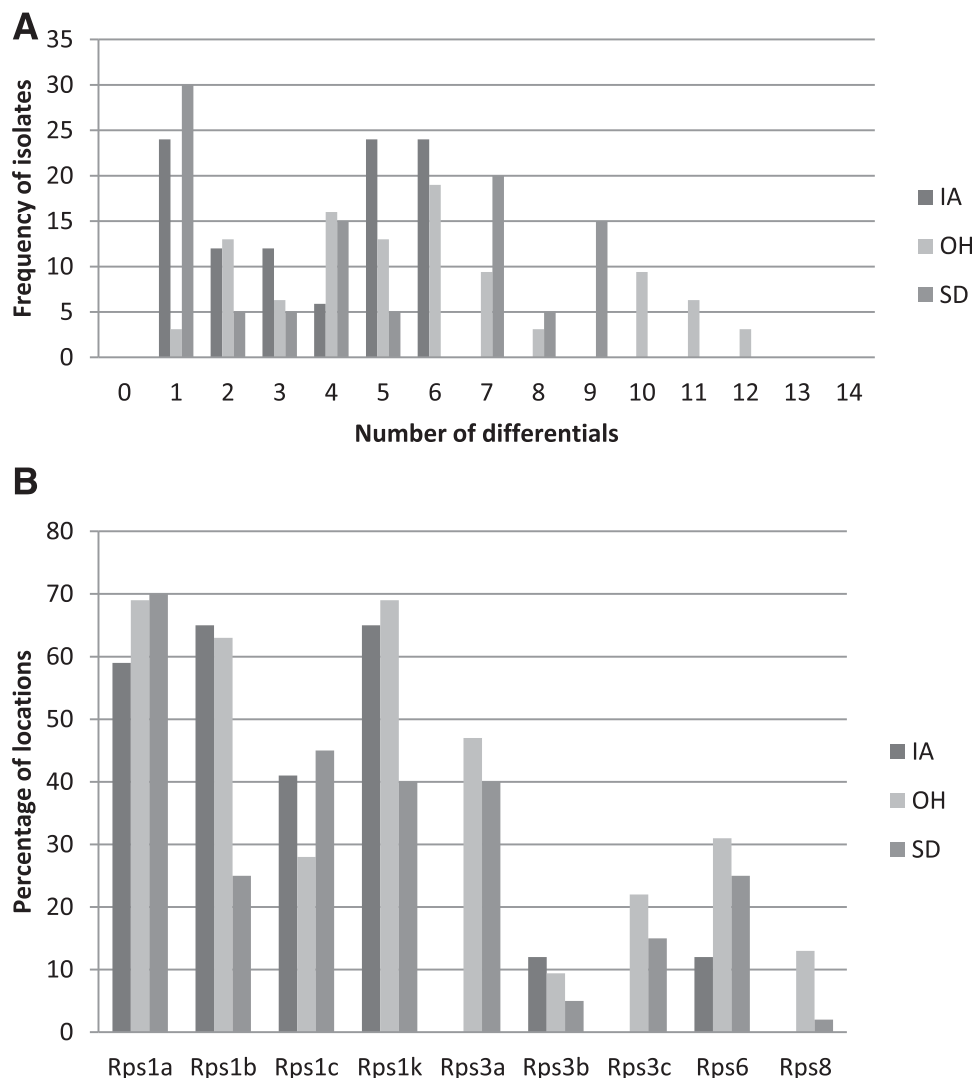 A
Frequency of isolates
35
30
25
20
15
10
5
0
0 1 2 3 4 5 6 7 8 9 10 11 12 13 14
Number of differentials
IA
OH
SD
B
Percentage of locations
80
70
60
50
40
30
20
10
0
Rps1a Rps1b Rps1c Rps1k Rps3a Rps3b Rps3c Rps6 Rps8
IA
OH
SD